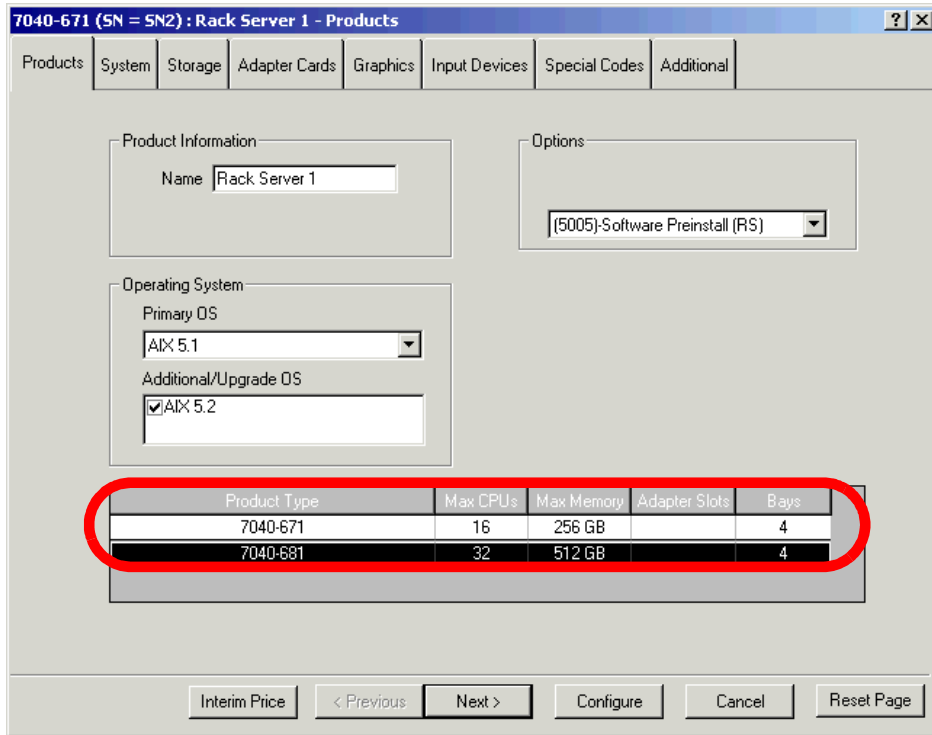 7040-671 (SN = SN2) : Rack Server 1 - Products
Products System Storage Adapter Cards Graphics Input Devices Special Codes Additional
Product Information
Name Rack Server 1
Options
(5005)-Software Preinstall (RS)
Operating System
Primary OS
AIX 5.1
Additional/Upgrade OS
AIX 5.2
Product Type Max CPUs Max Memory Adapter Slots Bays
7040-671 16 256 GB 4
7040-681 32 512 GB 4
Interim Price < Previous Next > Configure Cancel Reset Page